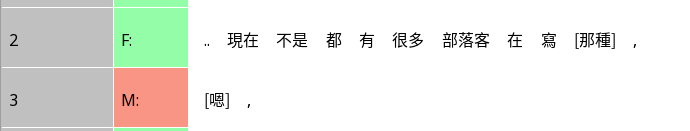 2 F: .. 現在 不是 都 有 很多 部落客 在 寫 [那種] ,
3 M: [嗯] ,